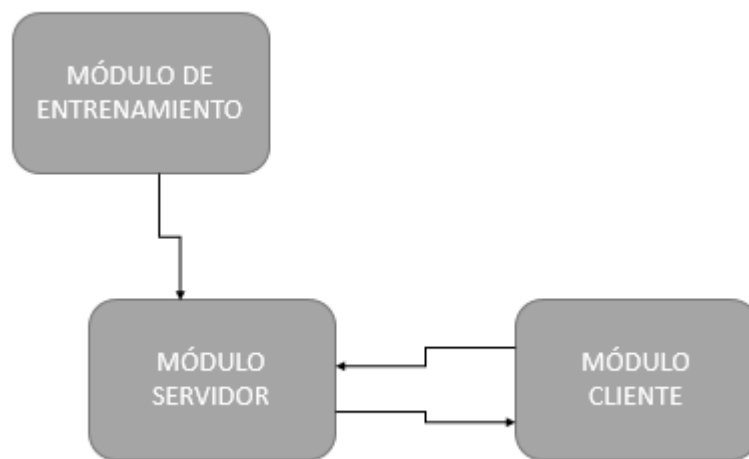 MÓDULO DE
ENTRENAMIENTO
MÓDULO
SERVIDOR
MÓDULO
CLIENTE